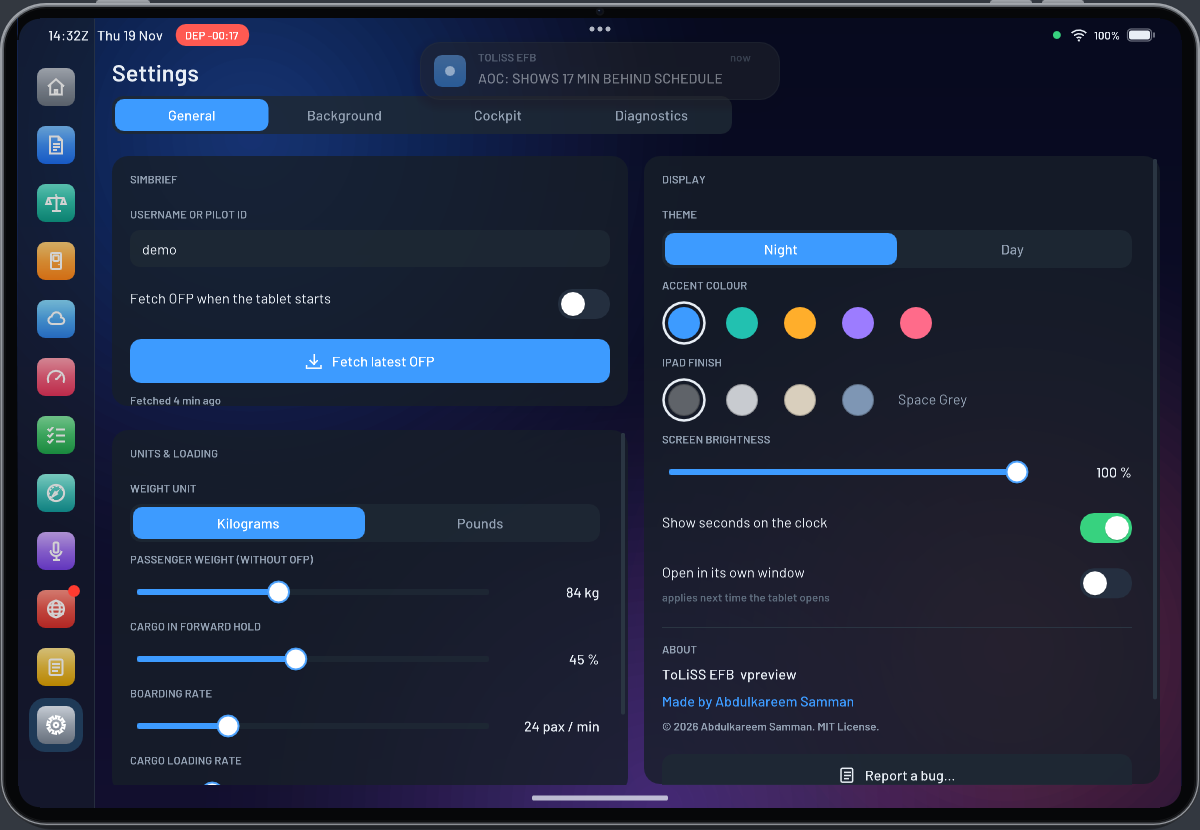 14:32Z Thu 19 Nov DEP -00:17
100%
TOLISS EFB now
AOC: SHOWS 17 MIN BEHIND SCHEDULE
Settings
General Background Cockpit Diagnostics
SIMBRIEF
USERNAME OR PILOT ID
demo
Fetch OFP when the tablet starts
Fetch latest OFP
Fetched 4 min ago
UNITS & LOADING
WEIGHT UNIT
Kilograms Pounds
PASSENGER WEIGHT (WITHOUT OFP)
84 kg
CARGO IN FORWARD HOLD
45 %
BOARDING RATE
24 pax / min
CARGO LOADING RATE
DISPLAY
THEME
Night Day
ACCENT COLOUR
IPAD FINISH
Space Grey
SCREEN BRIGHTNESS
100 %
Show seconds on the clock
Open in its own window
applies next time the tablet opens
ABOUT
ToLiSS EFB vpreview
Made by Abdulkareem Samman
© 2026 Abdulkareem Samman. MIT License.
Report a bug...